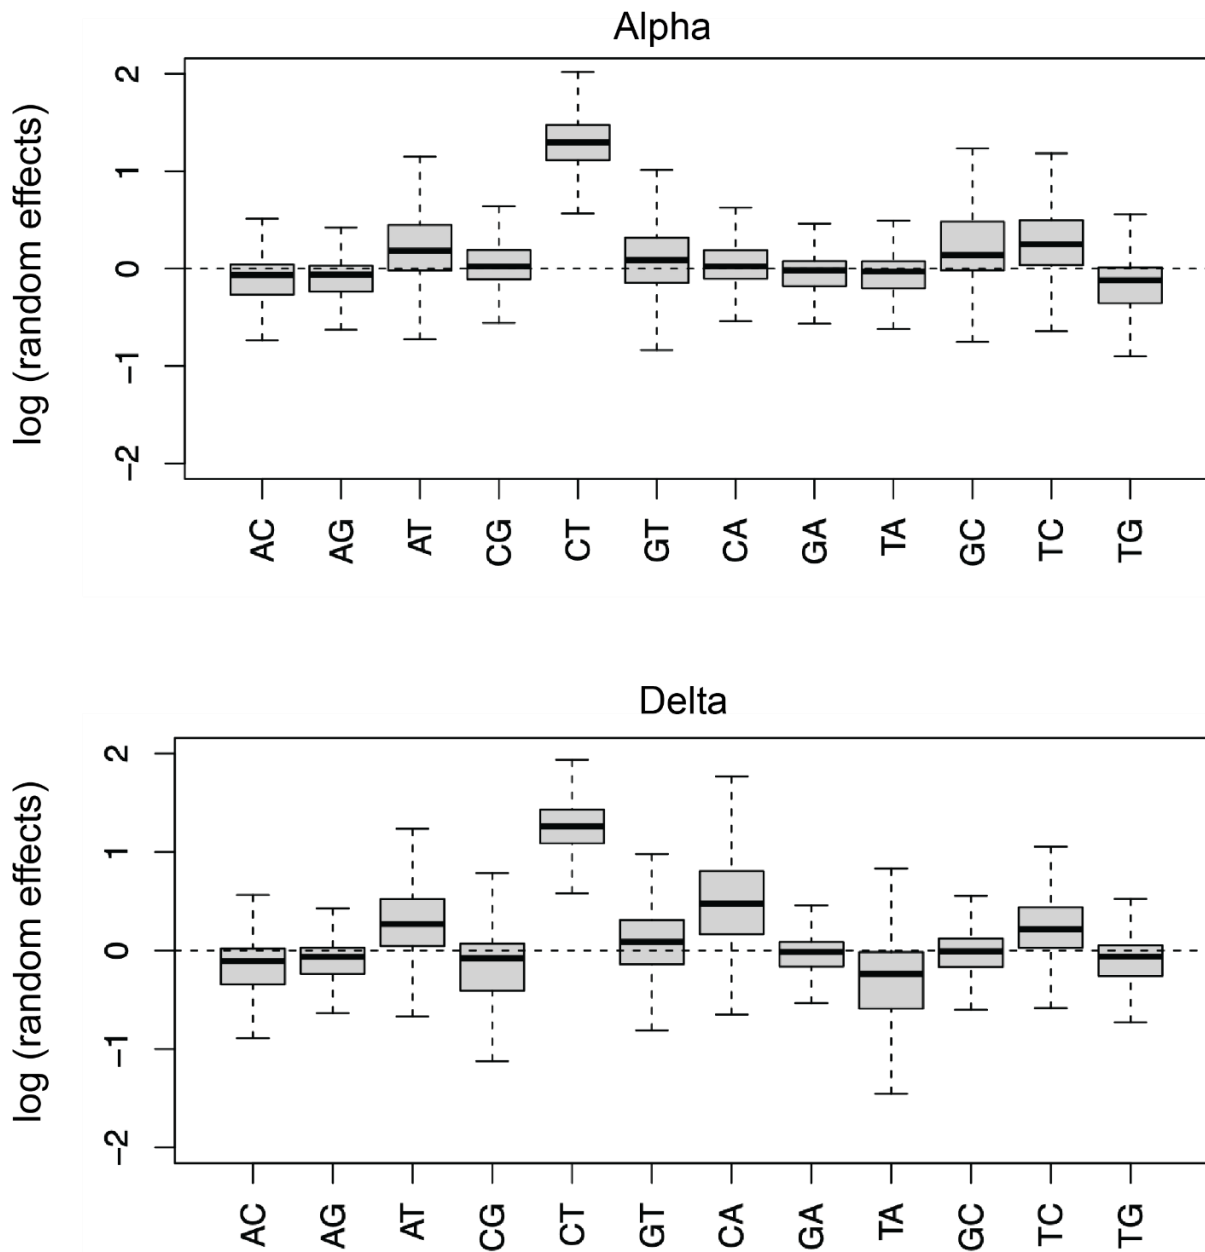 Alpha
log (random effects)
2
1
0
−1
−2
AC AG AT CG CT GT CA GA TA GC TC TG
Delta
log (random effects)
2
1
0
−1
−2
AC AG AT CG CT GT CA GA TA GC TC TG